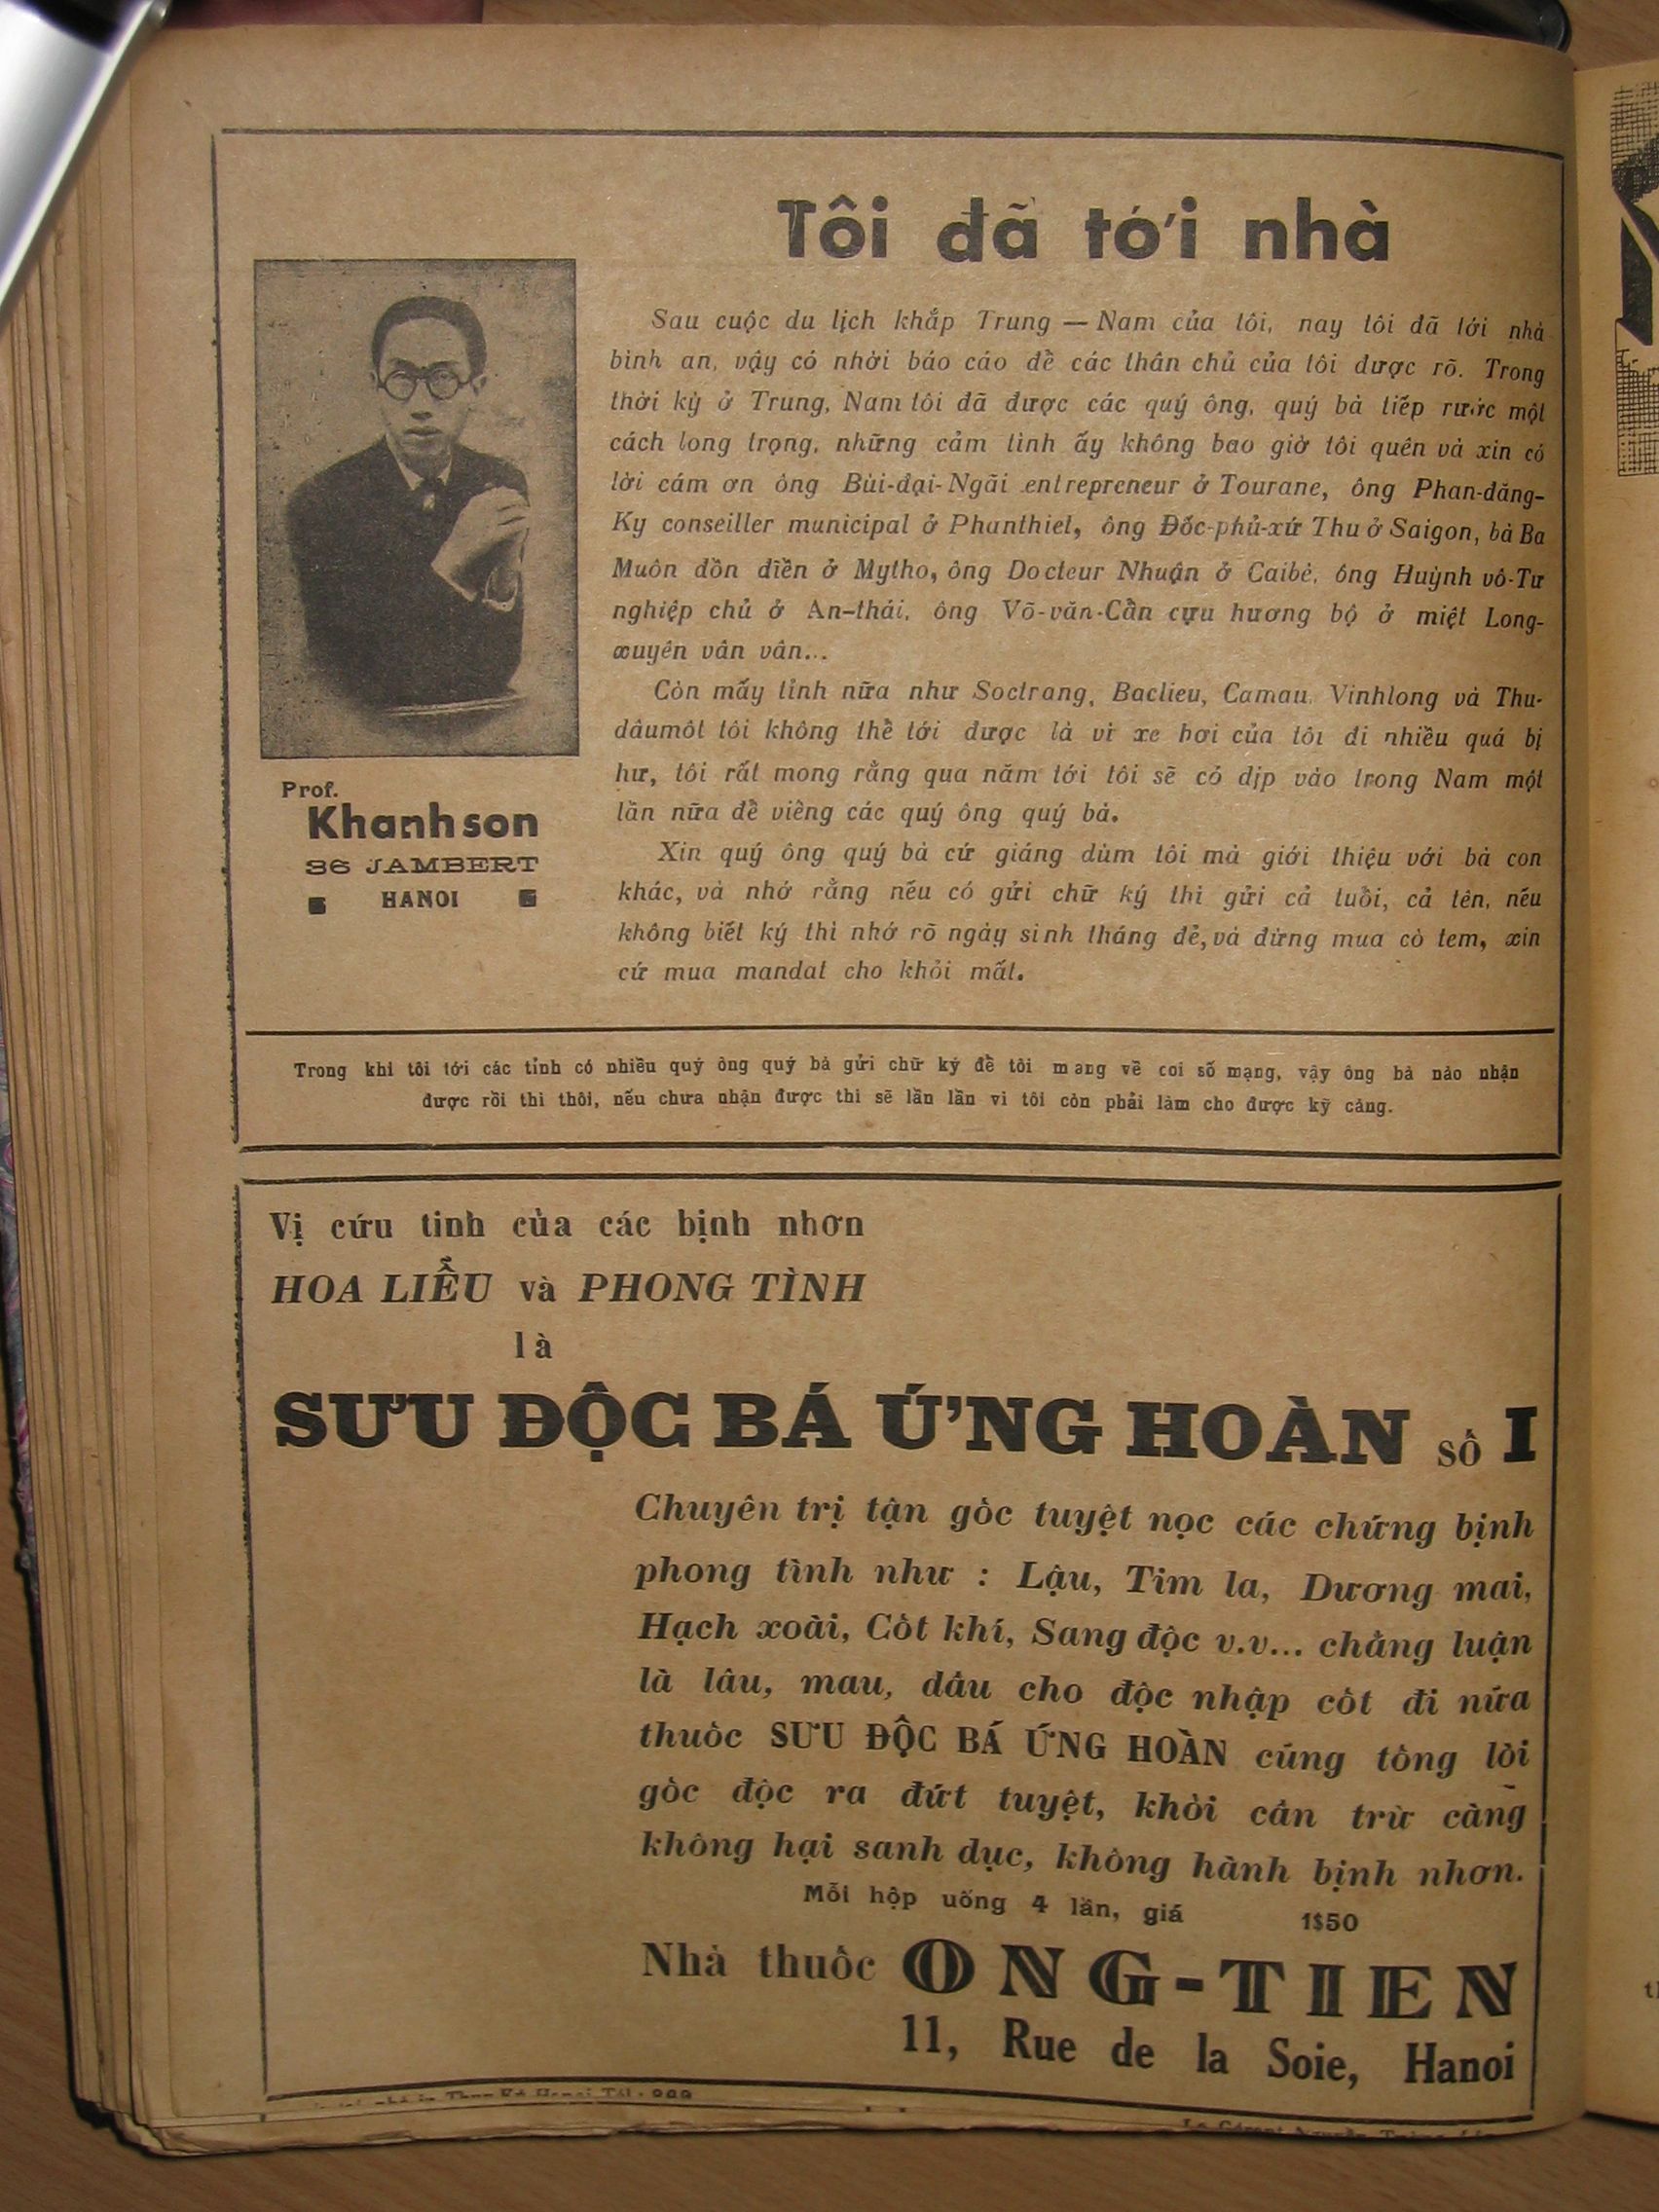 Tôi đã tới nhà
Sau cuộc du lịch khắp Trung — Nam của tôi, nay tôi đã tới nhà
bình an, vậy có nhời báo cáo để các thân chủ của tôi được rõ. Trong
thời kỳ ở Trung, Nam tôi đã được các quý ông, quý bà tiếp rước một
cách long trọng, những cảm tình ấy không bao giờ tôi quên và xin có
lời cám ơn ông Bùi-đại-Ngãi entrepreneur ở Tourane, ông Phan-đăng-
Ky conseiller municipal ở Phanthiet, ông Đốc-phủ-xứ Thu ở Saigon, bà Ba
Muôn đồn điền ở Mytho, ông Docteur Nhuận ở Caibè, ông Huỳnh vô-Tư
nghiệp chủ ở An-thái, ông Võ-văn-Cần cựu hương bộ ở miệt Long-
xuyên vân vân...
Còn mấy tỉnh nữa như Soctrang, Baclieu, Camau, Vinhlong và Thu-
dâumôt tôi không thể tới được là vì xe hơi của tôi đi nhiều quá bị
hư, tôi rất mong rằng qua năm tới tôi sẽ có dịp vào trong Nam một
lần nữa để viếng các quý ông quý bà.
Xin quý ông quý bà cứ giáng dùm tôi mà giới thiệu với bà con
khác, và nhớ rằng nếu có gửi chữ ký thì gửi cả tuổi, cả tên, nếu
không biết ký thì nhớ rõ ngày sinh tháng đẻ, và đừng mua cò tem, xin
cứ mua mandat cho khỏi mất.
Prof.
Khanhson
36 JAMBERT
HANOI
Trong khi tôi tới các tỉnh có nhiều quý ông quý bà gửi chữ ký để tôi mang về coi số mạng, vậy ông bà nào nhận
được rồi thì thôi, nếu chưa nhận được thì sẽ lần lần vì tôi còn phải làm cho được kỹ càng.
Vị cứu tinh của các bịnh nhơn
HOA LIỄU và PHONG TÌNH
là
SƯU ĐỘC BÁ ỨNG HOÀN số I
Chuyên trị tận gốc tuyệt nọc các chứng bịnh
phong tình như : Lậu, Tim la, Dương mai,
Hạch xoài, Cốt khí, Sang độc v.v... chẳng luận
là lâu, mau, dầu cho độc nhập cốt đi nữa
thuốc SƯU ĐỘC BÁ ỨNG HOÀN cũng tống lòi
gốc độc ra đứt tuyệt, khỏi cần trừ căng
không hại sanh dục, không hành bịnh nhơn.
Mỗi hộp uống 4 lần, giá 1$50
Nhà thuốc ONG-TIEN
11, Rue de la Soie, Hanoi